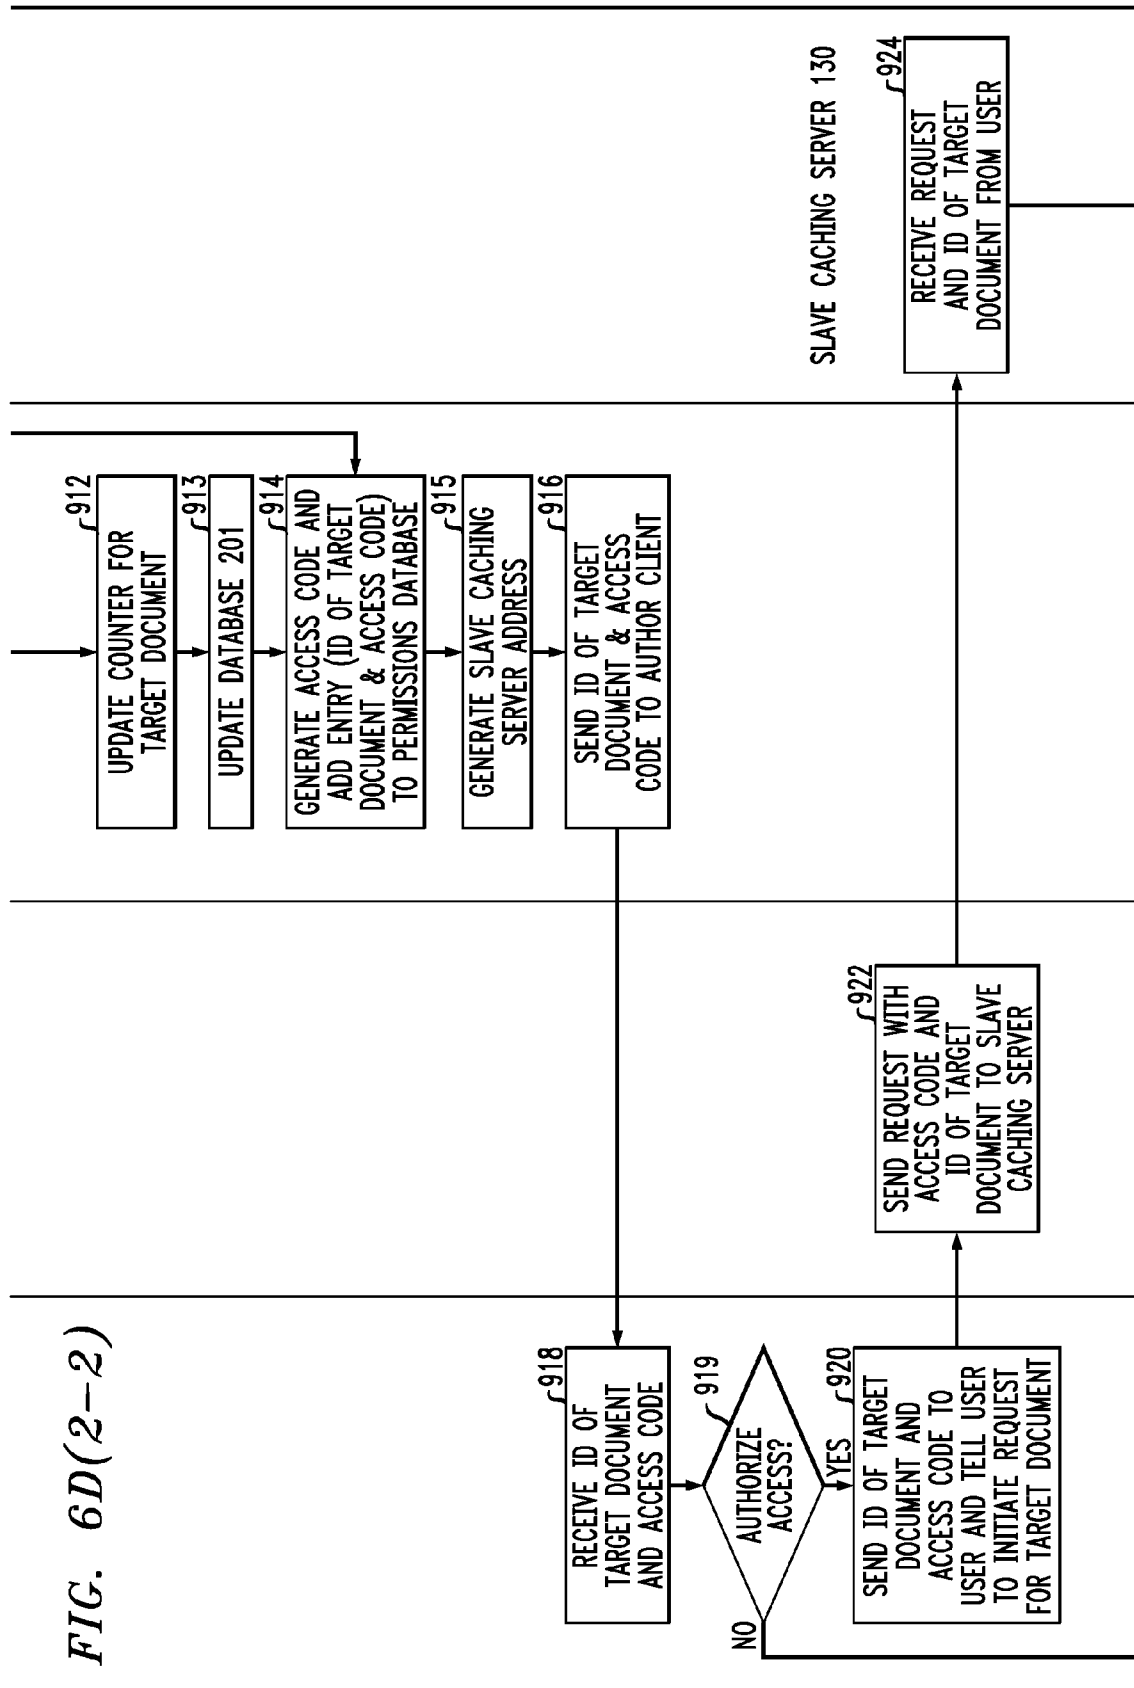 FIG. 6D(2-2)
912
UPDATE COUNTER FOR
TARGET DOCUMENT
913
UPDATE DATABASE 201
914
GENERATE ACCESS CODE AND
ADD ENTRY (ID OF TARGET
DOCUMENT & ACCESS CODE)
TO PERMISSIONS DATABASE
915
GENERATE SLAVE CACHING
SERVER ADDRESS
916
SEND ID OF TARGET
DOCUMENT & ACCESS
CODE TO AUTHOR CLIENT
918
RECEIVE ID OF
TARGET DOCUMENT
AND ACCESS CODE
919
AUTHORIZE
ACCESS?
NO
YES
920
SEND ID OF TARGET
DOCUMENT AND
ACCESS CODE TO
USER AND TELL USER
TO INITIATE REQUEST
FOR TARGET DOCUMENT
922
SEND REQUEST WITH
ACCESS CODE AND
ID OF TARGET
DOCUMENT TO SLAVE
CACHING SERVER
SLAVE CACHING SERVER 130
924
RECEIVE REQUEST
AND ID OF TARGET
DOCUMENT FROM USER